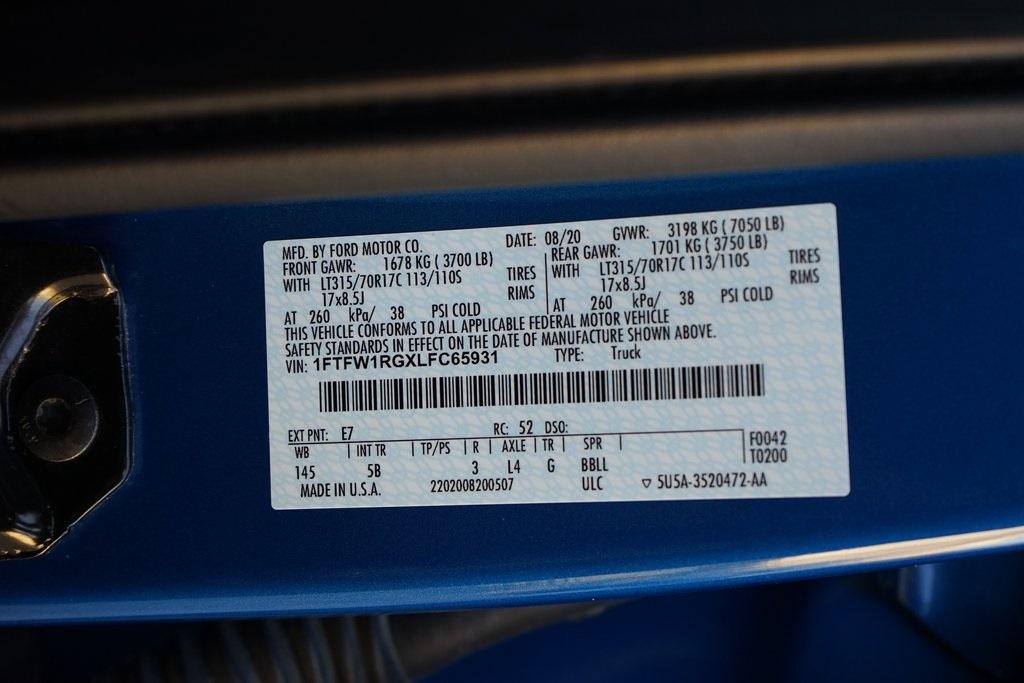 MFD. BY FORD MOTOR CO. DATE: 08/20 GVWR: 3198 KG ( 7050 LB)
FRONT GAWR: 1678 KG ( 3700 LB) REAR GAWR: 1701 KG ( 3750 LB)
WITH LT315/70R17C 113/110S TIRES WITH LT315/70R17C 113/110S TIRES
17x8.5J RIMS 17x8.5J RIMS
AT 260 kPa/ 38 PSI COLD AT 260 kPa/ 38 PSI COLD
THIS VEHICLE CONFORMS TO ALL APPLICABLE FEDERAL MOTOR VEHICLE
SAFETY STANDARDS IN EFFECT ON THE DATE OF MANUFACTURE SHOWN ABOVE.
VIN: 1FTFW1RGXLFC65931 TYPE: Truck
EXT PNT: E7 RC: 52 DSO:
WB INT TR TP/PS R AXLE TR SPR F0042
145 5B 3 L4 G BBLL T0200
MADE IN U.S.A. 2202008200507 ULC ▽ 5U5A-3520472-AA